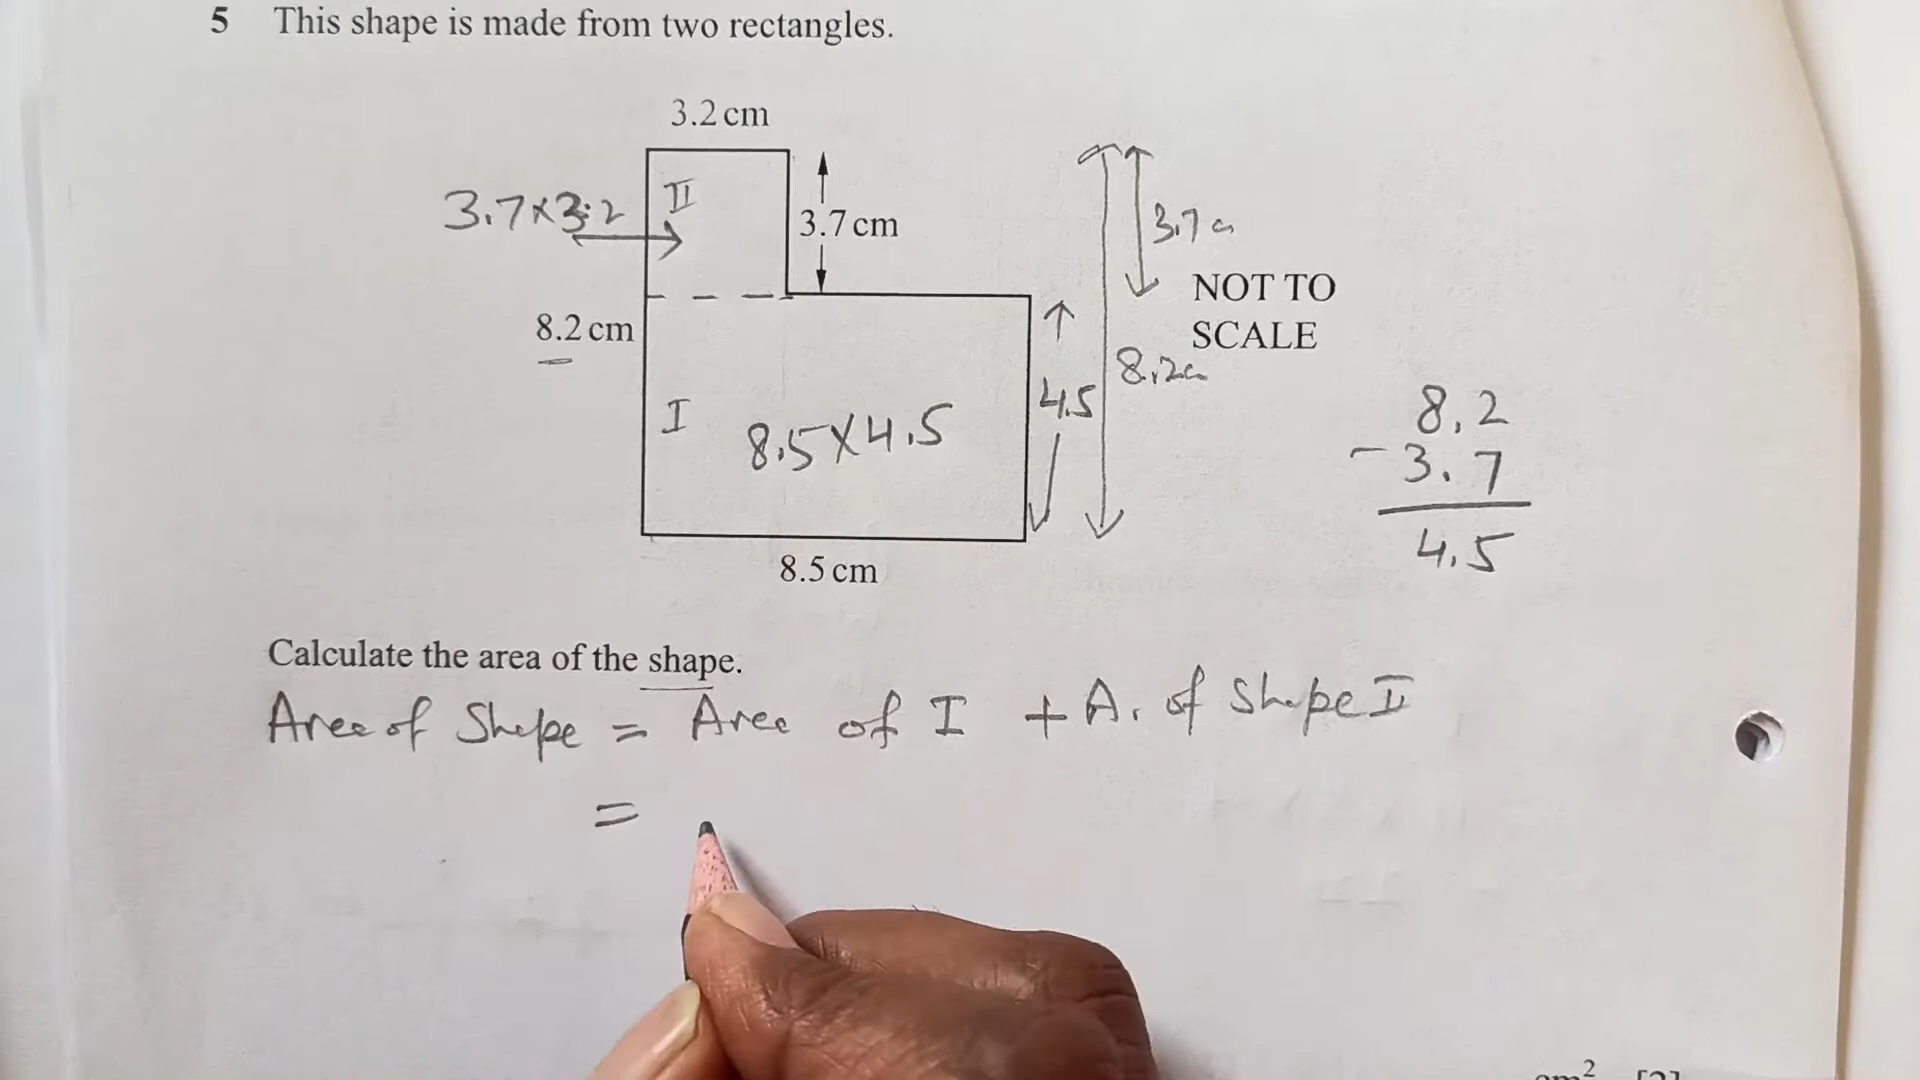 5 This shape is made from two rectangles.
3.2 cm
3.7×3.2
II
3.7 cm
3.7
NOT TO
SCALE
8.2 cm
8.2
4.5
I 8.5×4.5
8.2
- 3.7
4.5
8.5 cm
Calculate the area of the shape.
Area of Shape = Area of I + A. of Shape II
=